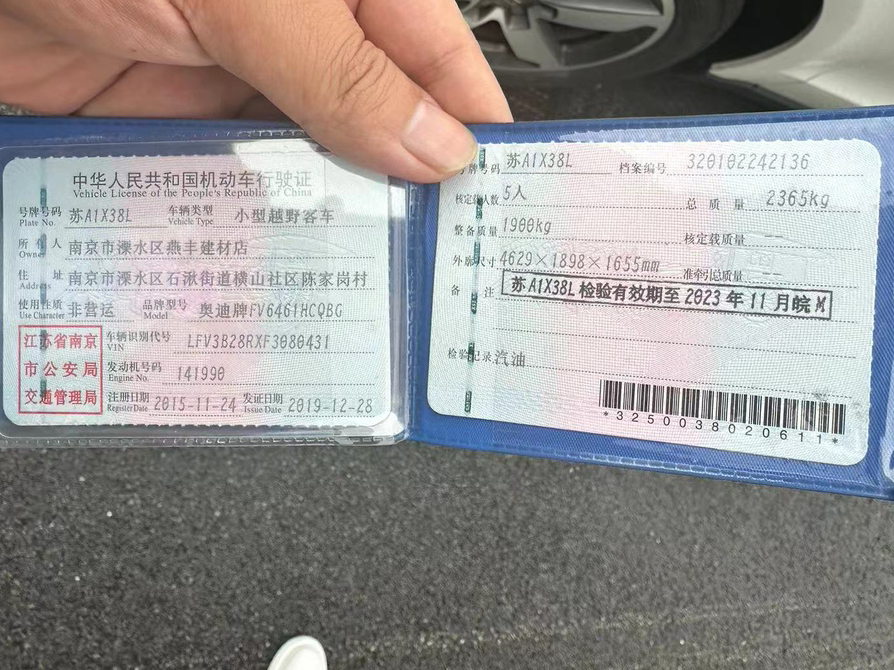 中华人民共和国机动车行驶证
Vehicle License of the People's Republic of China
号牌号码 Plate No. 苏A1X38L 车辆类型 Vehicle Type 小型越野客车
所有人 Owner 南京市溧水区燕丰建材店
住址 Address 南京市溧水区石湫街道横山社区陈家岗村
使用性质 Use Character 非营运 品牌型号 Model 奥迪牌FV6461HCQBG
江苏省南京市公安局交通管理局
车辆识别代号 VIN LFV3B28RXF3080431
发动机号码 Engine No. 141990
注册日期 Register Date 2015-11-24 发证日期 Issue Date 2019-12-28
号牌号码 苏A1X38L 档案编号 320102242136
核定载人数 5人 总质量 2365kg
整备质量 1900kg 核定载质量 --
外廓尺寸 4629×1898×1655mm 准牵引总质量 --
备注 苏A1X38L检验有效期至2023年11月皖M
检验记录 汽油
*3250038020611*